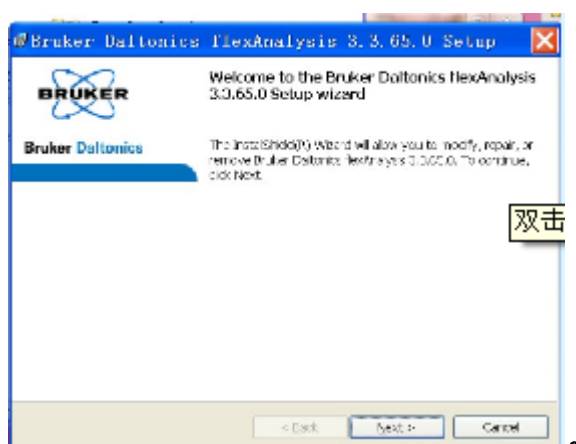 Bruker Daltonics flexAnalysis 3.3.65.0 Setup
BRUKER
Welcome to the Bruker Daltonics flexAnalysis
3.3.65.0 Setup wizard
Bruker Daltonics
The InstallShield(R) Wizard will allow you to modify, repair, or
remove Bruker Daltonics flexAnalysis 3.3.65.0. To continue,
click Next.
双击
< Back
Next >
Cancel